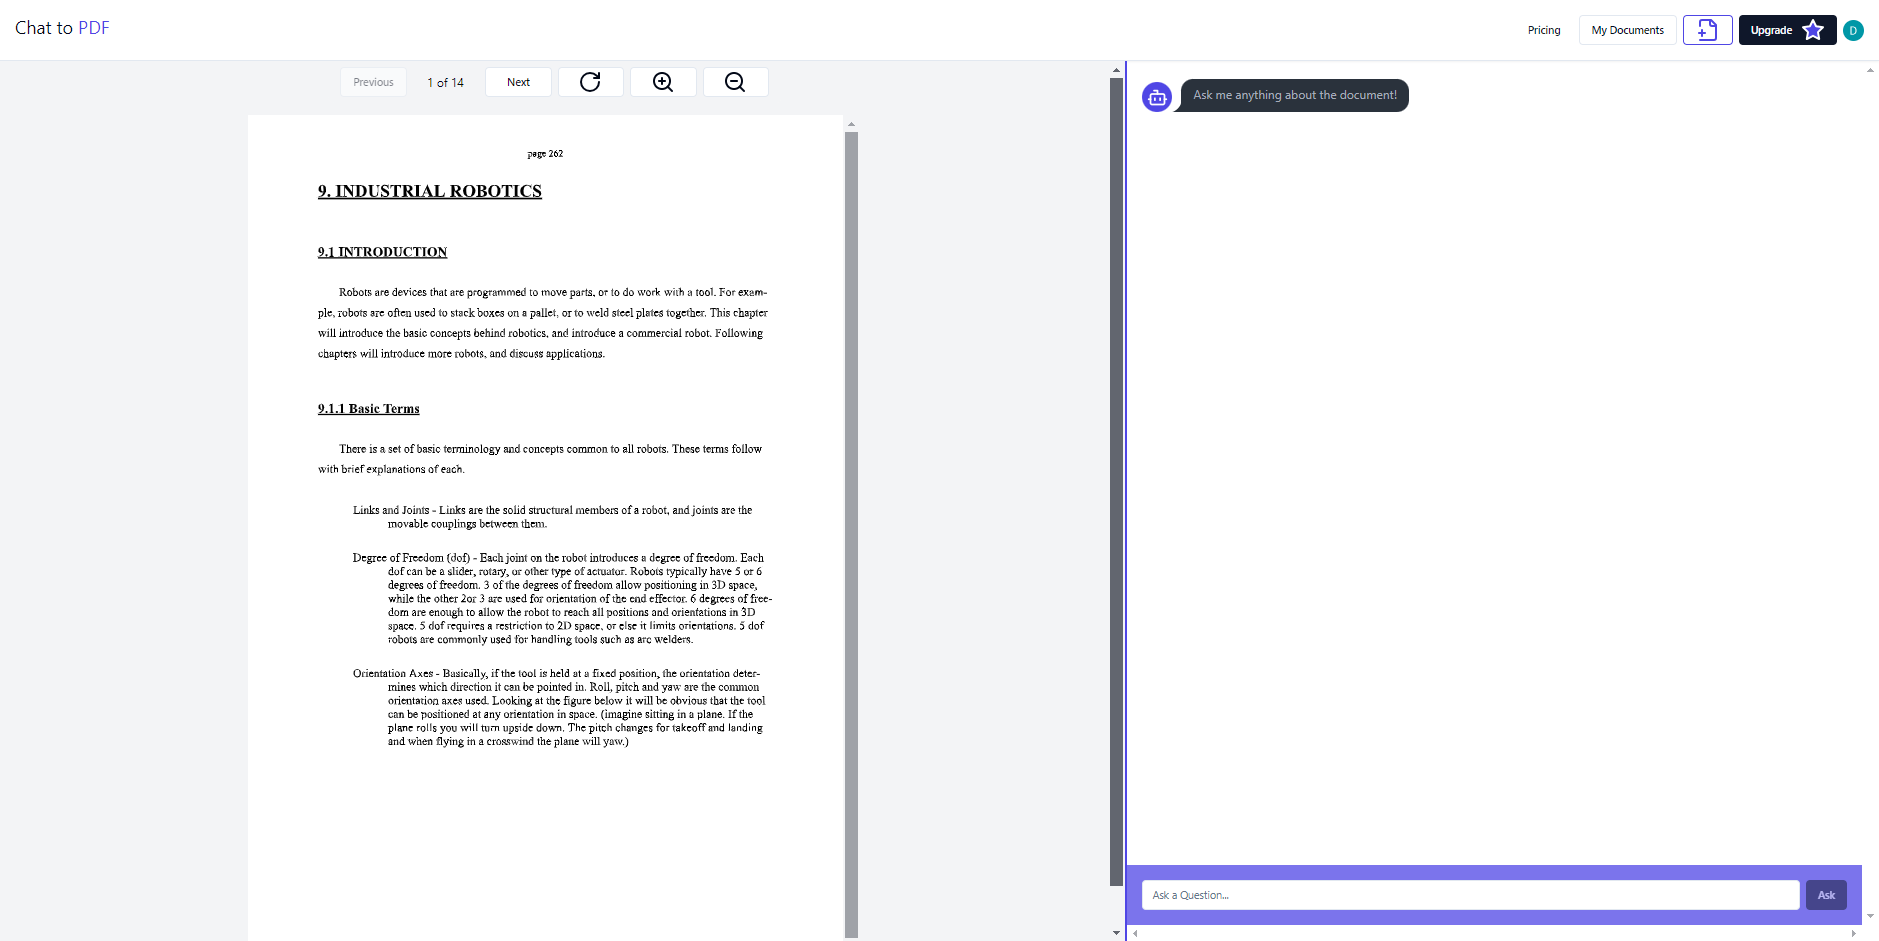 Chat to PDF
Pricing
My Documents
Upgrade
D
Previous
1 of 14
Next
page 262
9. INDUSTRIAL ROBOTICS
9.1 INTRODUCTION
Robots are devices that are programmed to move parts, or to do work with a tool. For exam-
ple, robots are often used to stack boxes on a pallet, or to weld steel plates together. This chapter
will introduce the basic concepts behind robotics, and introduce a commercial robot. Following
chapters will introduce more robots, and discuss applications.
9.1.1 Basic Terms
There is a set of basic terminology and concepts common to all robots. These terms follow
with brief explanations of each.
Links and Joints - Links are the solid structural members of a robot, and joints are the
movable couplings between them.
Degree of Freedom (dof) - Each joint on the robot introduces a degree of freedom. Each
dof can be a slider, rotary, or other type of actuator. Robots typically have 5 or 6
degrees of freedom. 3 of the degrees of freedom allow positioning in 3D space,
while the other 2or 3 are used for orientation of the end effector. 6 degrees of free-
dom are enough to allow the robot to reach all positions and orientations in 3D
space. 5 dof requires a restriction to 2D space, or else it limits orientations. 5 dof
robots are commonly used for handling tools such as arc welders.
Orientation Axes - Basically, if the tool is held at a fixed position, the orientation deter-
mines which direction it can be pointed in. Roll, pitch and yaw are the common
orientation axes used. Looking at the figure below it will be obvious that the tool
can be positioned at any orientation in space. (imagine sitting in a plane. If the
plane rolls you will turn upside down. The pitch changes for takeoff and landing
and when flying in a crosswind the plane will yaw.)
Ask me anything about the document!
Ask a Question...
Ask